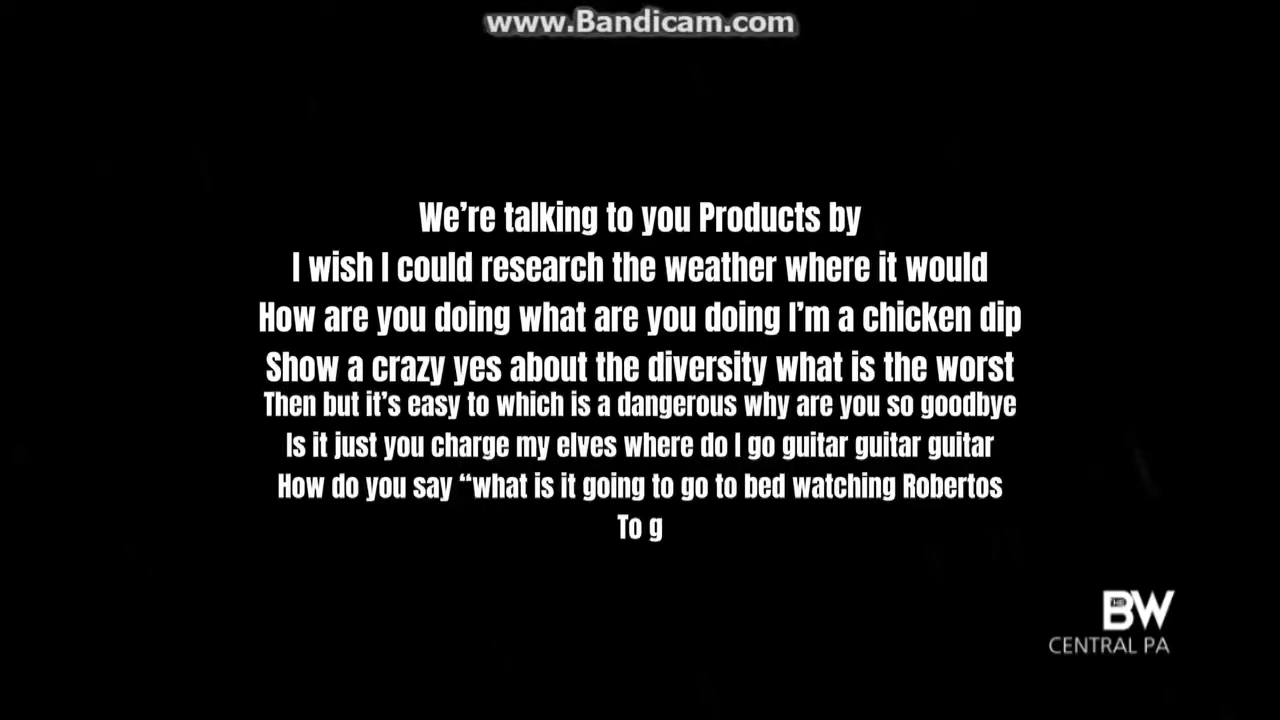 www.Bandicam.com
We’re talking to you Products by
I wish I could research the weather where it would
How are you doing what are you doing I’m a chicken dip
Show a crazy yes about the diversity what is the worst
Then but it’s easy to which is a dangerous why are you so goodbye
Is it just you charge my elves where do I go guitar guitar guitar
How do you say “what is it going to go to bed watching Robertos
To g
BW
CENTRAL PA